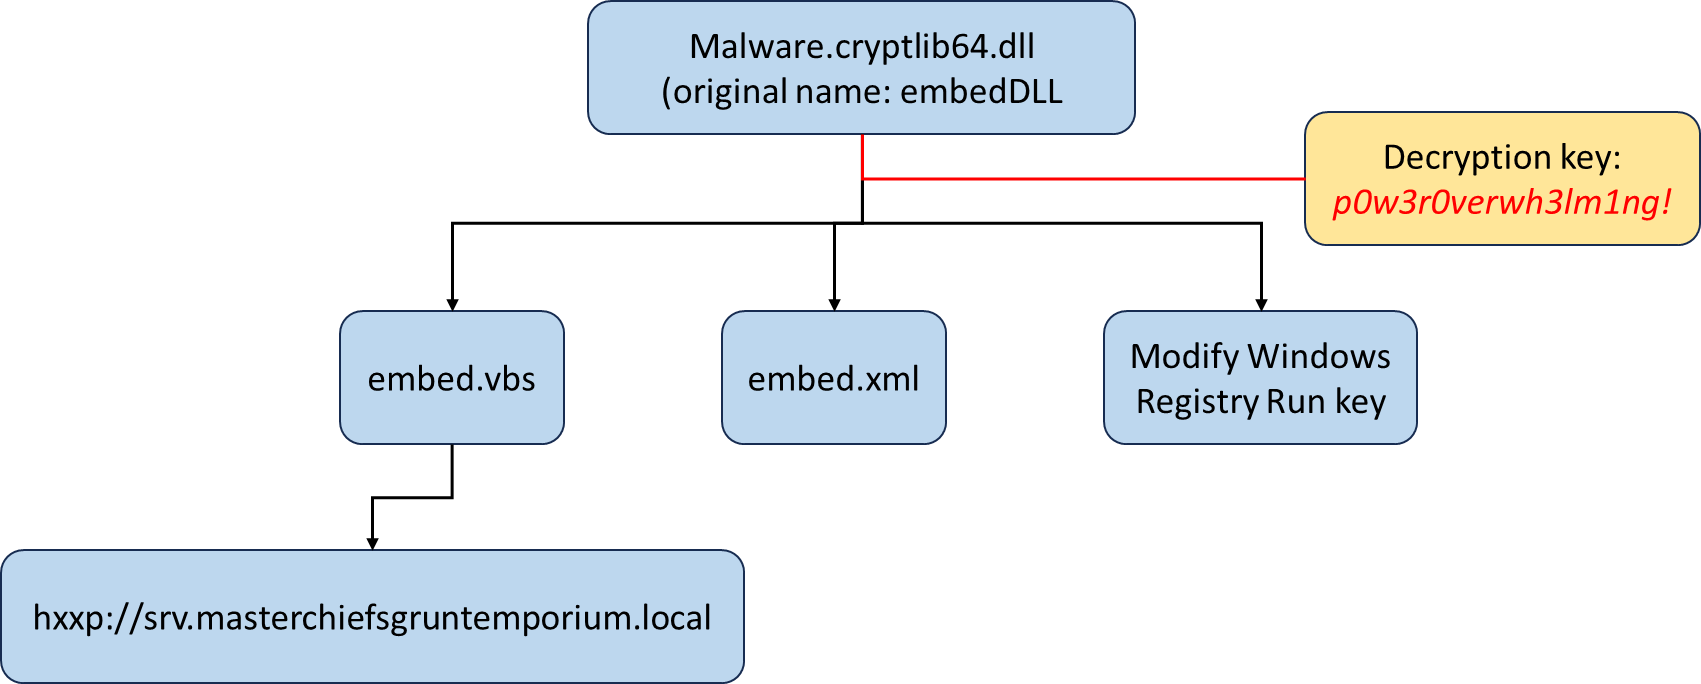 Malware.cryptlib64.dll
(original name: embedDLL
Decryption key:
p0w3r0verwh3lm1ng!
embed.vbs
embed.xml
Modify Windows
Registry Run key
hxxp://srv.masterchiefsgruntemporium.local